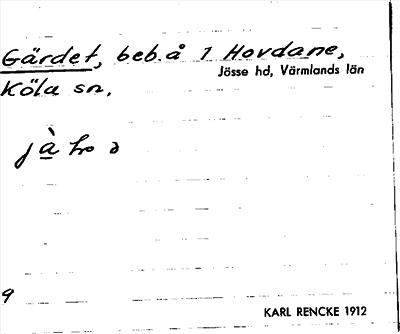 Gärdet, beb. å 1 Hovdane,
Jösse hd, Värmlands län
Köla sn.
9
KARL RENCKE 1912